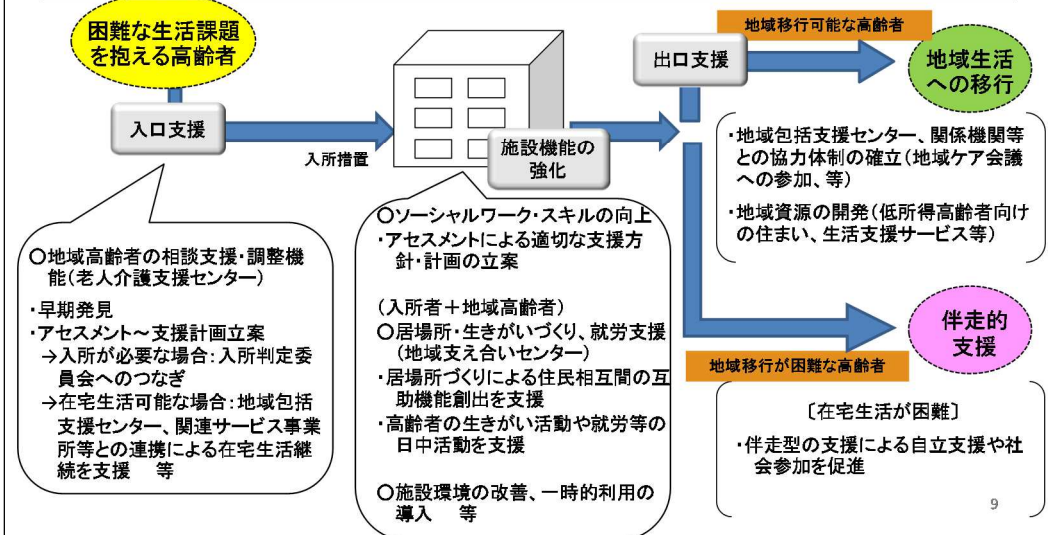 困難な生活課題
を抱える高齢者
入口支援
入所措置
施設機能の
強化
出口支援
地域移行可能な高齢者
地域生活
への移行
・地域包括支援センター、関係機関等
との協力体制の確立(地域ケア会議
への参加、等)
・地域資源の開発(低所得高齢者向け
の住まい、生活支援サービス等)
〇地域高齢者の相談支援・調整機
能(老人介護支援センター)
・早期発見
・アセスメント～支援計画立案
→入所が必要な場合:入所判定委
員会へのつなぎ
→在宅生活可能な場合:地域包括
支援センター、関連サービス事業
所等との連携による在宅生活継
続を支援 等
〇ソーシャルワーク・スキルの向上
・アセスメントによる適切な支援方
針・計画の立案
(入所者＋地域高齢者)
〇居場所・生きがいづくり、就労支援
(地域支え合いセンター)
・居場所づくりによる住民相互間の互
助機能創出を支援
・高齢者の生きがい活動や就労等の
日中活動を支援
〇施設環境の改善、一時的利用の
導入 等
伴走的
支援
地域移行が困難な高齢者
〔在宅生活が困難〕
・伴走型の支援による自立支援や社
会参加を促進
9